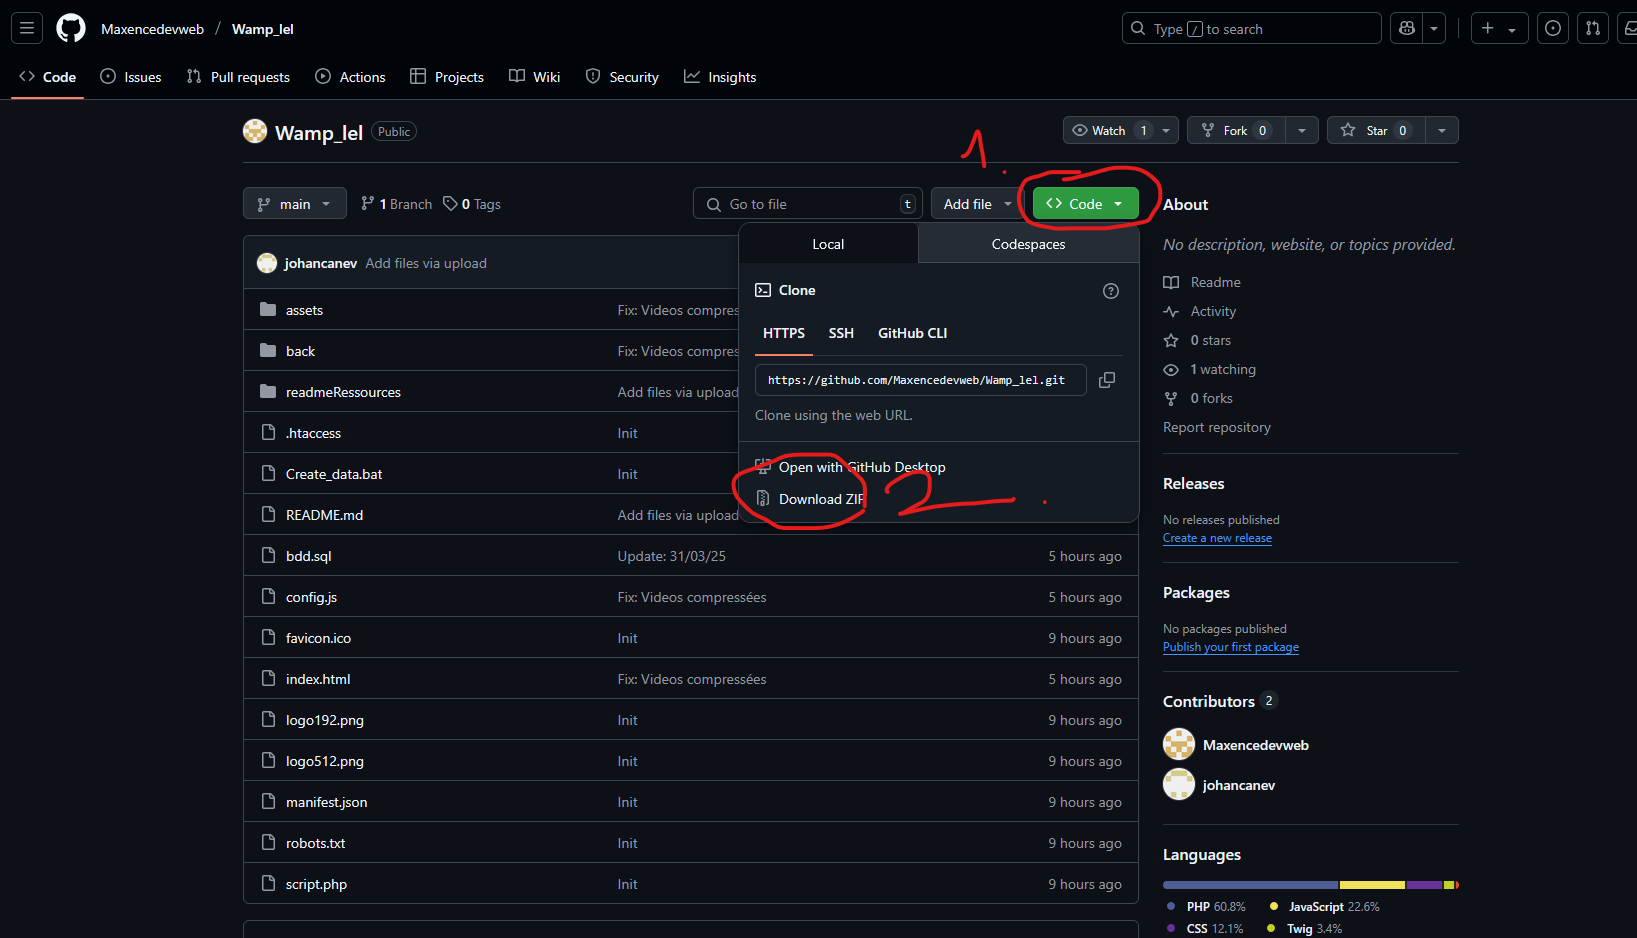 Maxencedevweb / Wamp_lel
Type / to search
Code Issues Pull requests Actions Projects Wiki Security Insights
Wamp_lel Public
Watch 1 Fork 0 Star 0
1.
main 1 Branch 0 Tags
Go to file t Add file Code
johancanev Add files via upload
assets Fix: Videos compres
back Fix: Videos compres
readmeRessources Add files via upload
.htaccess Init
Create_data.bat Init
README.md Add files via upload
bdd.sql Update: 31/03/25 5 hours ago
config.js Fix: Videos compressées 5 hours ago
favicon.ico Init 9 hours ago
index.html Fix: Videos compressées 5 hours ago
logo192.png Init 9 hours ago
logo512.png Init 9 hours ago
manifest.json Init 9 hours ago
robots.txt Init 9 hours ago
script.php Init 9 hours ago
Local Codespaces
Clone
HTTPS SSH GitHub CLI
https://github.com/Maxencedevweb/Wamp_lel.git
Clone using the web URL.
Open with GitHub Desktop
Download ZIP
2.
About
No description, website, or topics provided.
Readme
Activity
0 stars
1 watching
0 forks
Report repository
Releases
No releases published
Create a new release
Packages
No packages published
Publish your first package
Contributors 2
Maxencedevweb
johancanev
Languages
PHP 60.8% JavaScript 22.6%
CSS 12.1% Twig 3.4%